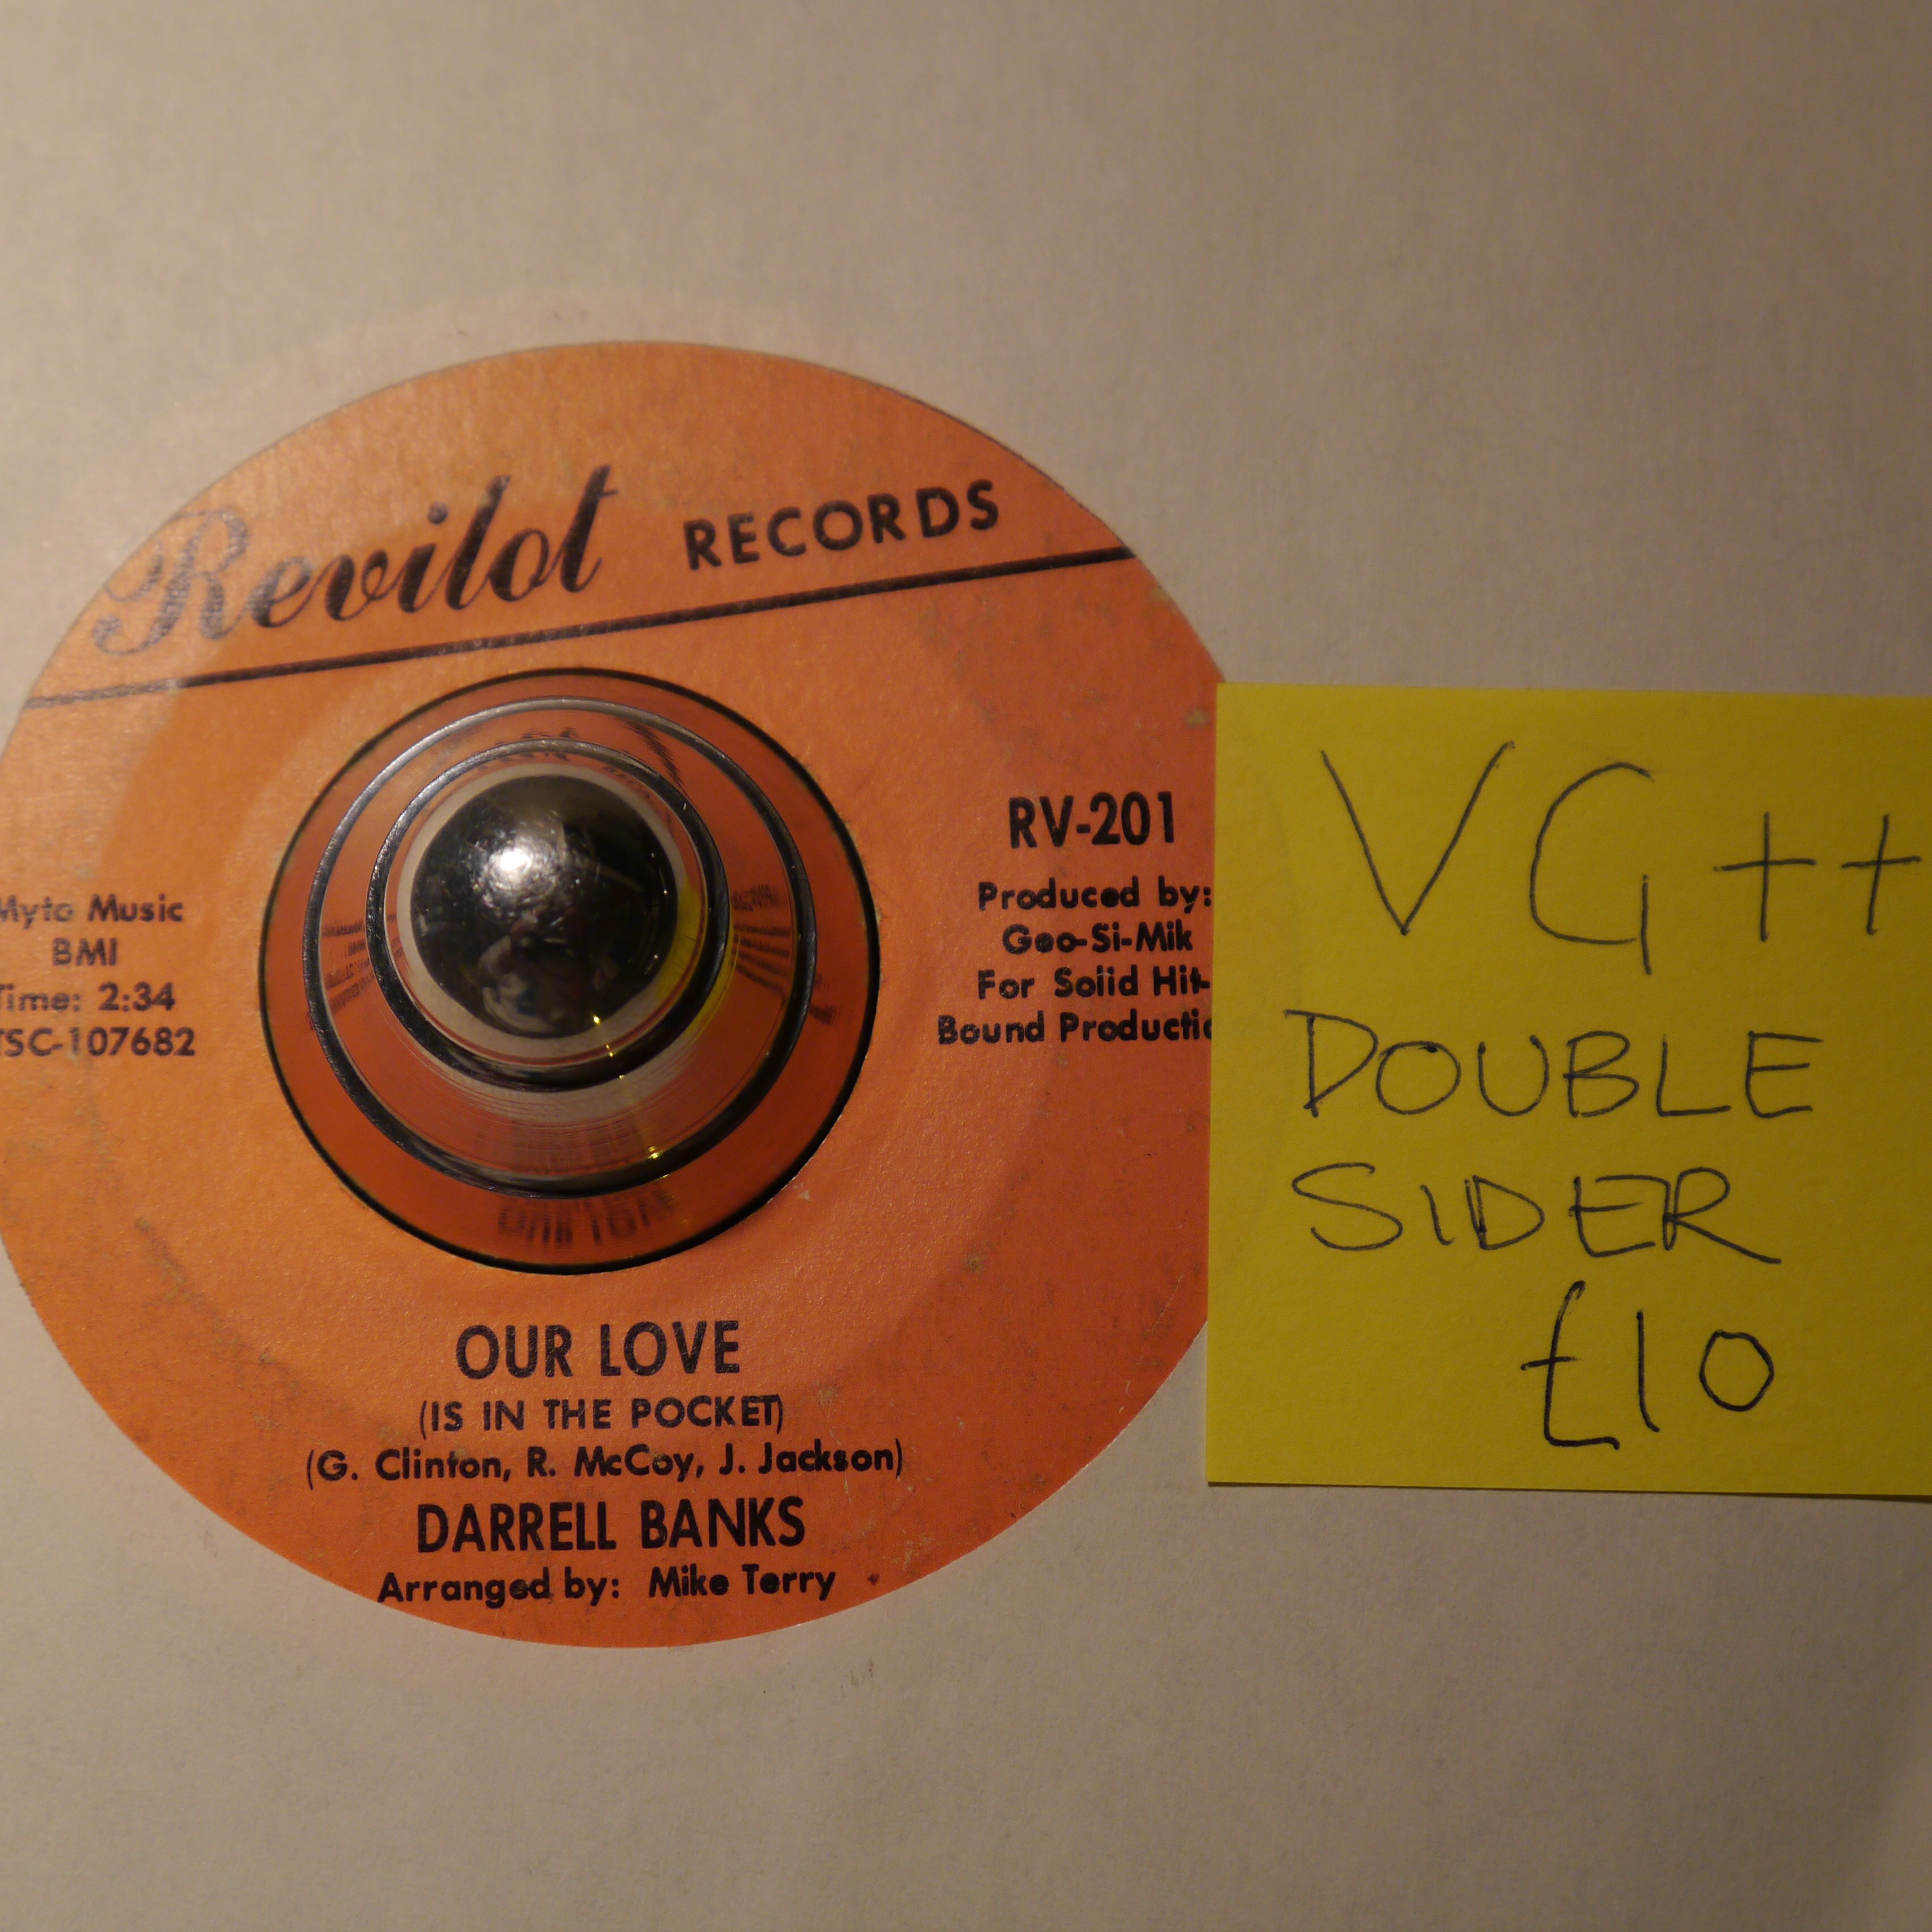 Revilot RECORDS
RV-201
Produced by:
Geo-Si-Mik
For Solid Hit-
Bound Productio
Myto Music
BMI
Time: 2:34
TSC-107682
OUR LOVE
(IS IN THE POCKET)
(G. Clinton, R. McCoy, J. Jackson)
DARRELL BANKS
Arranged by: Mike Terry
VG++
DOUBLE
SIDER
£10